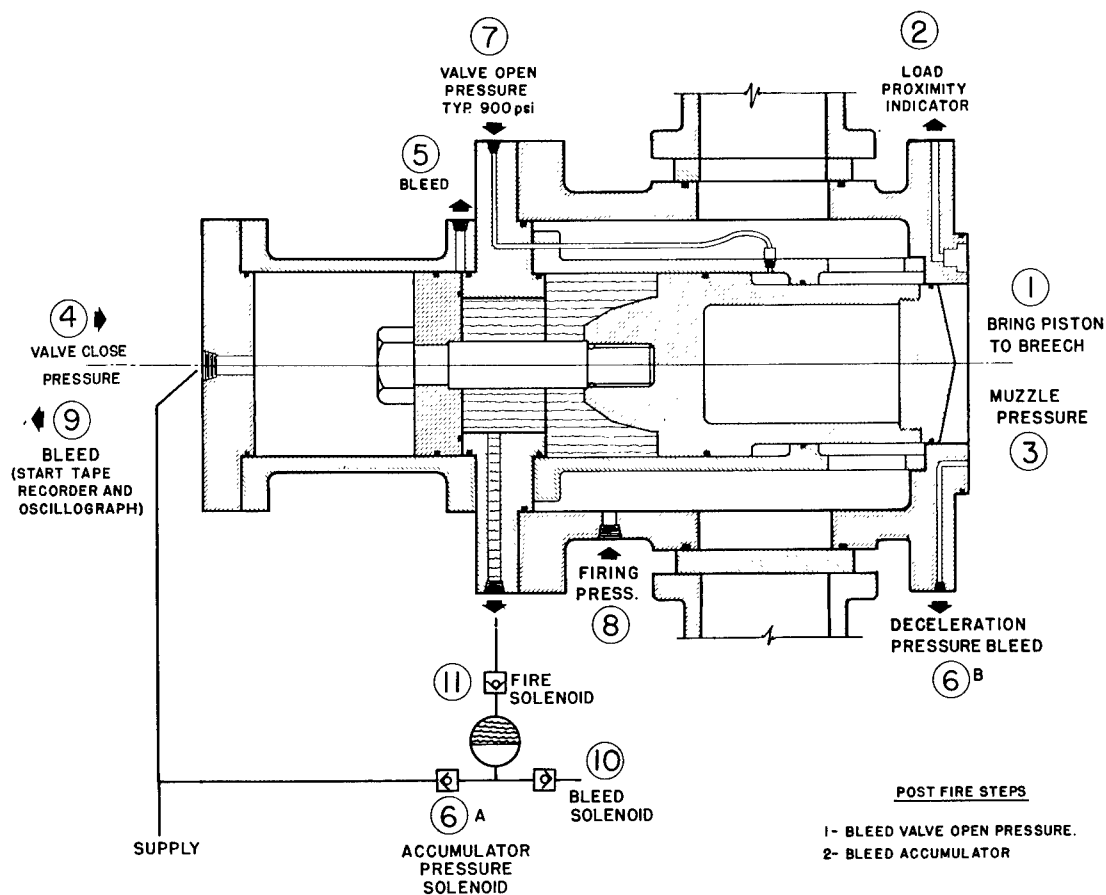 7
VALVE OPEN
PRESSURE
TYP. 900 psi
2
LOAD
PROXIMITY
INDICATOR
5
BLEED
4
VALVE CLOSE
PRESSURE
9
BLEED
(START TAPE
RECORDER AND
OSCILLOGRAPH)
1
BRING PISTON
TO BREECH
MUZZLE
PRESSURE
3
FIRING
PRESS.
8
DECELERATION
PRESSURE BLEED
6 B
11
FIRE
SOLENOID
10
BLEED
SOLENOID
6 A
ACCUMULATOR
PRESSURE
SOLENOID
SUPPLY
POST FIRE STEPS
1- BLEED VALVE OPEN PRESSURE.
2- BLEED ACCUMULATOR